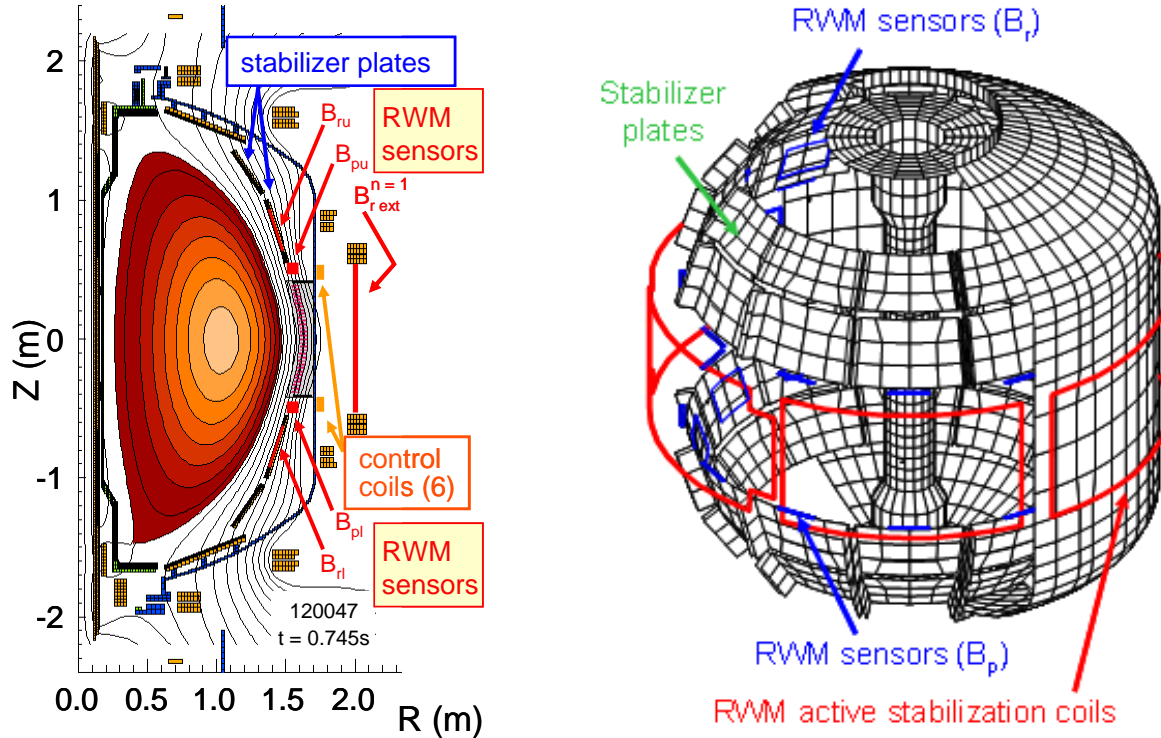 stabilizer plates
RWM
sensors
B_ru
B_pu
B_r ext^n = 1
control
coils (6)
B_pl
B_rl
RWM
sensors
120047
t = 0.745s
2
1
0
-1
-2
Z (m)
0.0 0.5 1.0 1.5 2.0
R (m)
RWM sensors (B_r)
Stabilizer
plates
RWM sensors (B_p)
RWM active stabilization coils